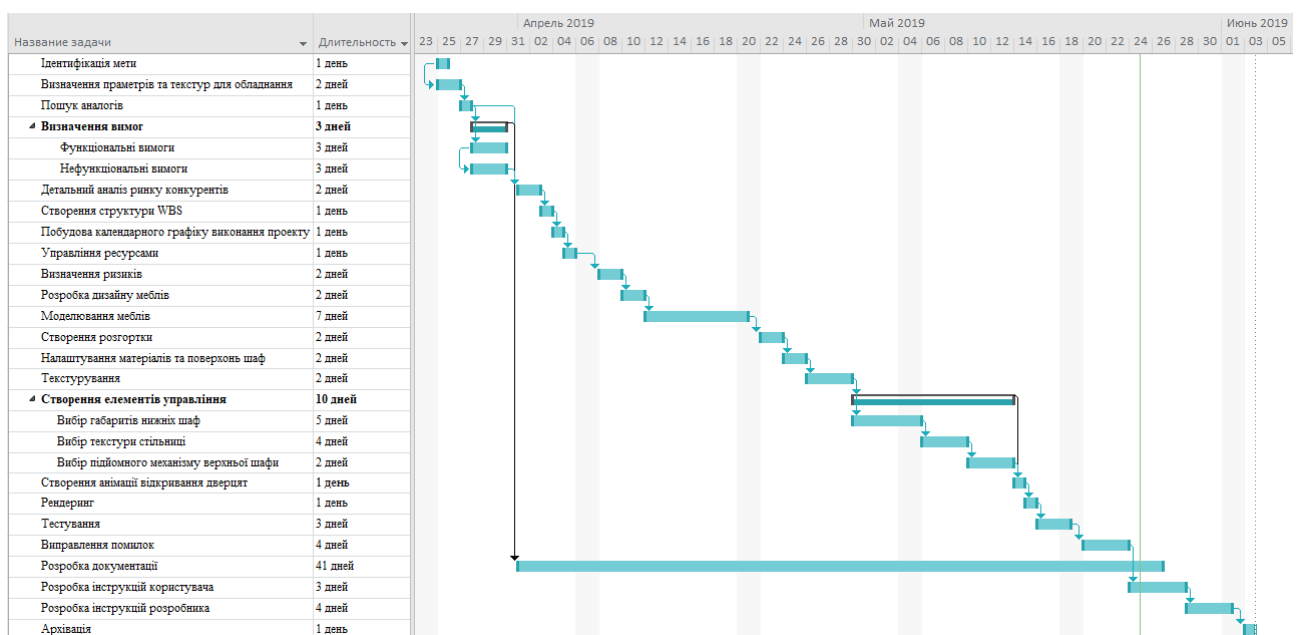 Апрель 2019 Май 2019 Июнь 2019
Название задачи Длительность 23 25 27 29 31 02 04 06 08 10 12 14 16 18 20 22 24 26 28 30 02 04 06 08 10 12 14 16 18 20 22 24 26 28 30 01 03 05
Ідентифікація мети 1 день
Визначення праметрів та текстур для обладнання 2 дней
Пошук аналогів 1 день
Визначення вимог 3 дней
Функціональні вимоги 3 дней
Нефункціональні вимоги 3 дней
Детальний аналіз ринку конкурентів 2 дней
Створення структури WBS 1 день
Побудова календарного графіку виконання проекту 1 день
Управління ресурсами 1 день
Визначення ризиків 2 дней
Розробка дизайну меблів 2 дней
Моделювання меблів 7 дней
Створення розгортки 2 дней
Налаштування матеріалів та поверхонь шаф 2 дней
Текстурування 2 дней
Створення елементів управління 10 дней
Вибір габаритів нижніх шаф 5 дней
Вибір текстури стільниці 4 дней
Вибір підйомного механізму верхньої шафи 2 дней
Створення анімації відкривання дверцят 1 день
Рендеринг 1 день
Тестування 3 дней
Виправлення помилок 4 дней
Розробка документації 41 дней
Розробка інструкцій користувача 3 дней
Розробка інструкцій розробника 4 дней
Архівація 1 день